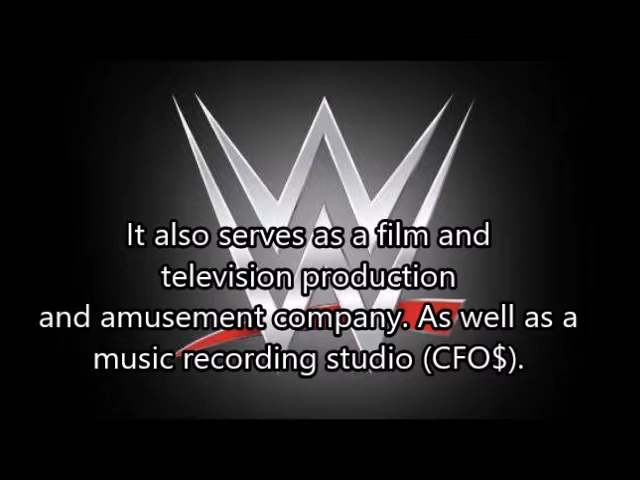 It also serves as a film and
television production
and amusement company. As well as a
music recording studio (CFO$).